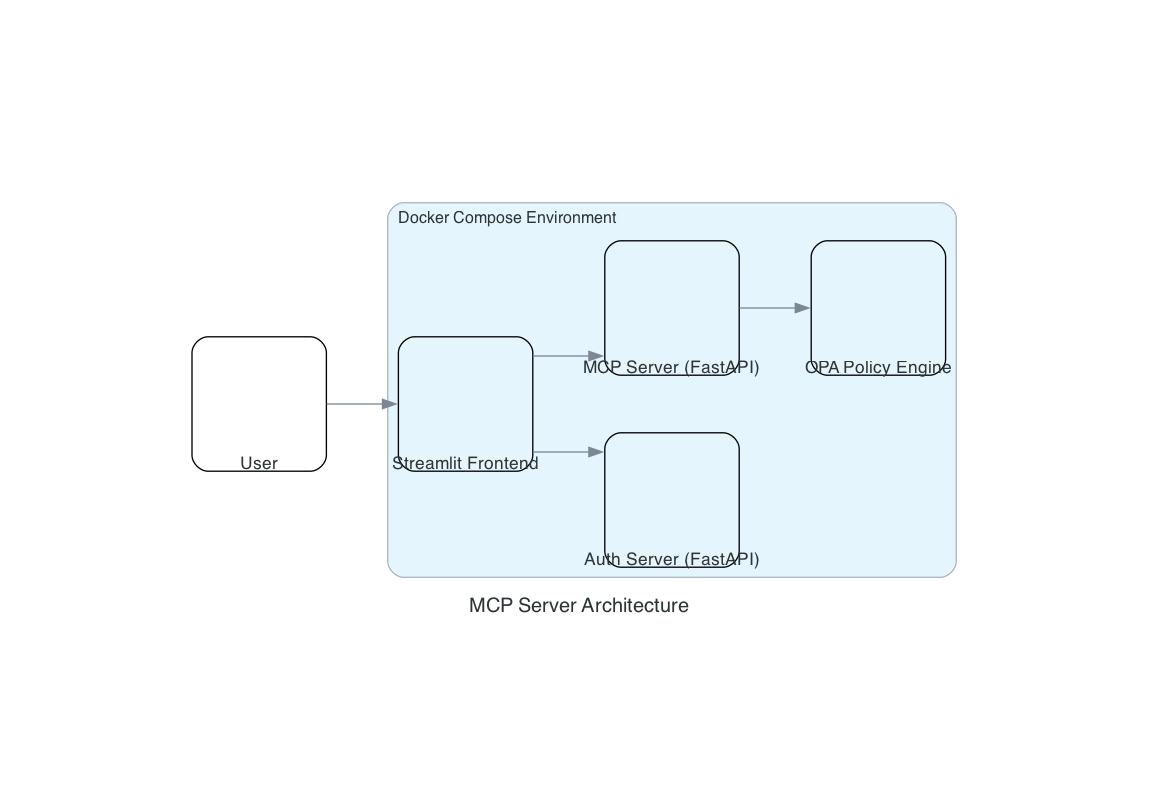 Docker Compose Environment
MCP Server (FastAPI)
OPA Policy Engine
User
Streamlit Frontend
Auth Server (FastAPI)
MCP Server Architecture